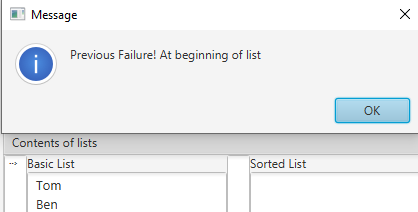 Message
Previous Failure! At beginning of list
OK
Contents of lists
Basic List Sorted List
Tom
Ben